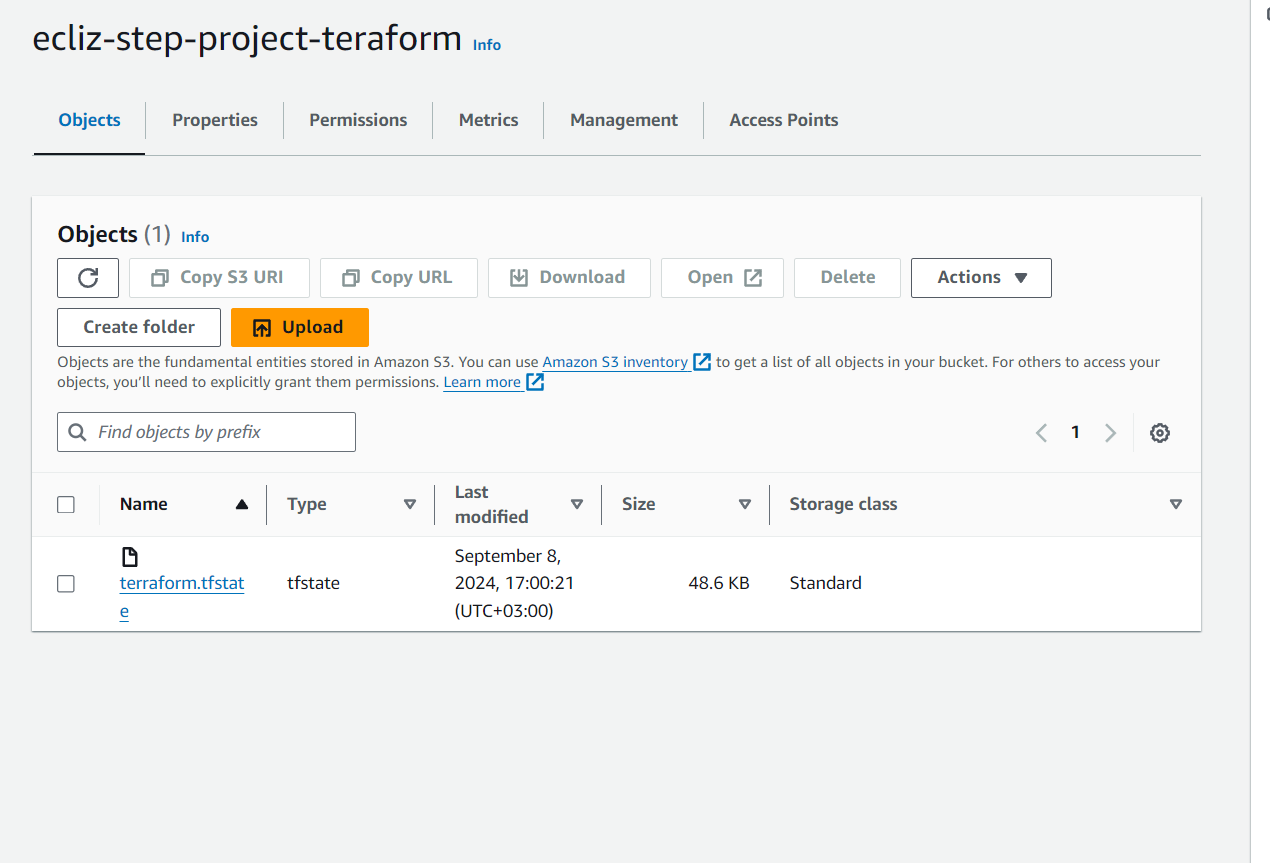 ecliz-step-project-teraform Info
Objects Properties Permissions Metrics Management Access Points
Objects (1) Info
Copy S3 URI Copy URL Download Open Delete Actions
Create folder Upload
Objects are the fundamental entities stored in Amazon S3. You can use Amazon S3 inventory to get a list of all objects in your bucket. For others to access your
objects, you’ll need to explicitly grant them permissions. Learn more
Find objects by prefix 1
Name Type Last modified Size Storage class
terraform.tfstate tfstate September 8, 2024, 17:00:21 (UTC+03:00) 48.6 KB Standard